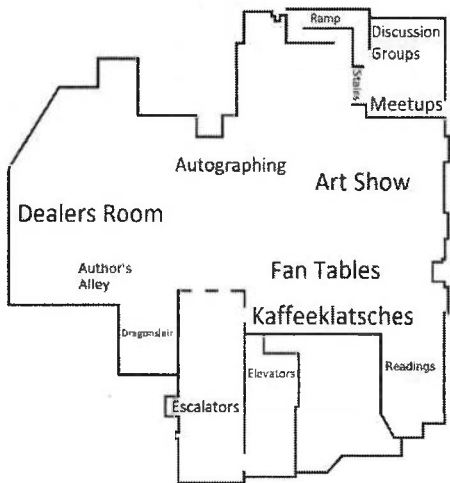 Ramp
Discussion
Groups
Stairs
Meetups
Autographing
Art Show
Dealers Room
Author's
Alley
Fan Tables
Kaffeeklatsches
Dragonslair
Elevators
Readings
Escalators